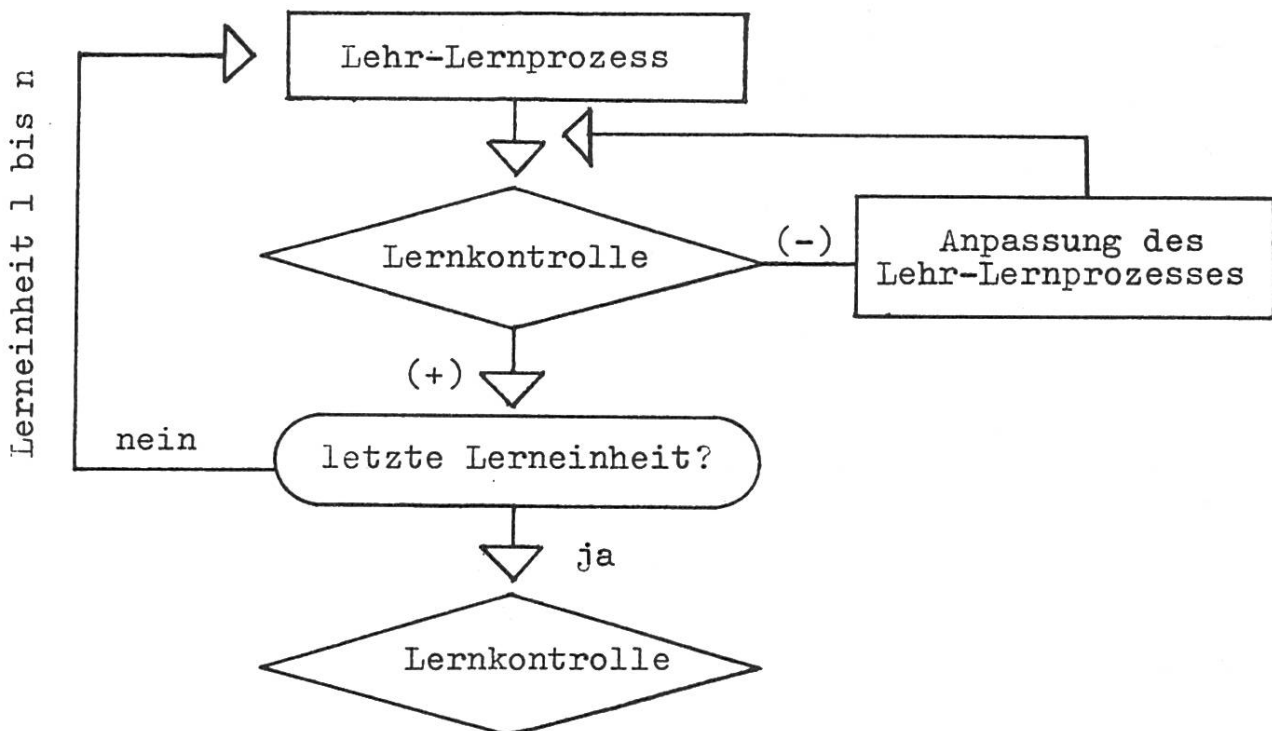 Lerneinheit 1 bis n
Lehr-Lernprozess
Lernkontrolle
(-)
Anpassung des
Lehr-Lernprozesses
(+)
nein
letzte Lerneinheit?
ja
Lernkontrolle